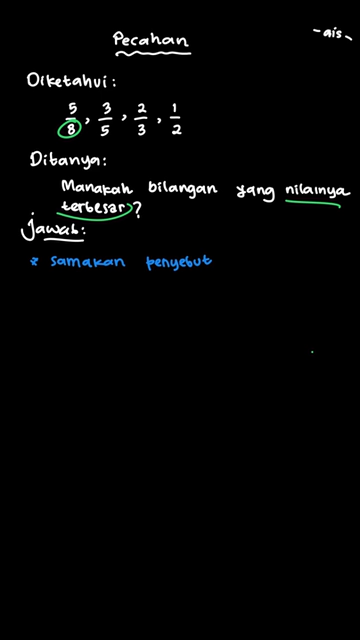 Pecahan
-ais-
Diketahui:
5/8, 3/5, 2/3, 1/2
Ditanya:
Manakah bilangan yang nilainya
terbesar?
Jawab:
* samakan penyebut